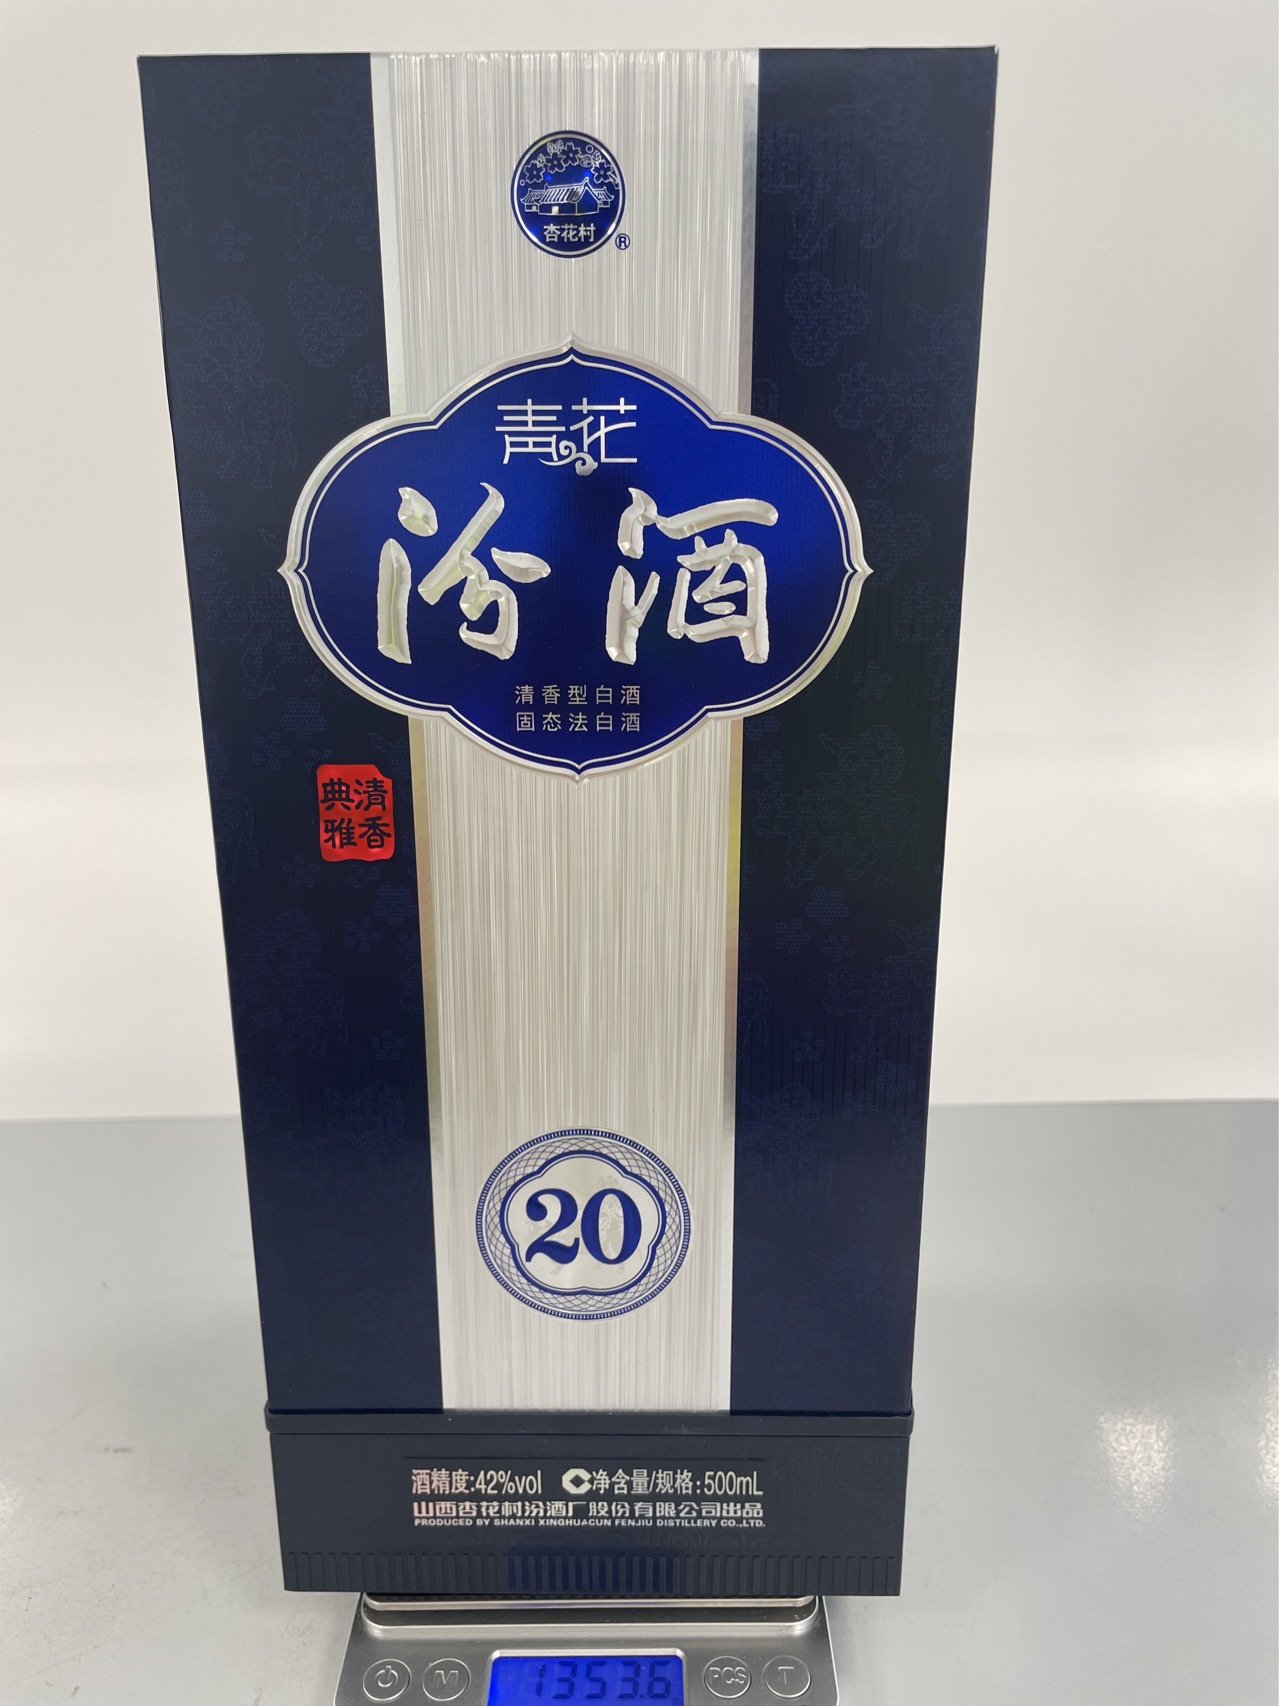 杏花村
®
青花
汾酒
清香型白酒
固态法白酒
清香
典雅
20
酒精度:42%vol 净含量/规格:500mL
山西杏花村汾酒厂股份有限公司出品
PRODUCED BY SHANXI XINGHUACUN FENJIU DISTILLERY CO.,LTD.
M 1353.6 PCS T